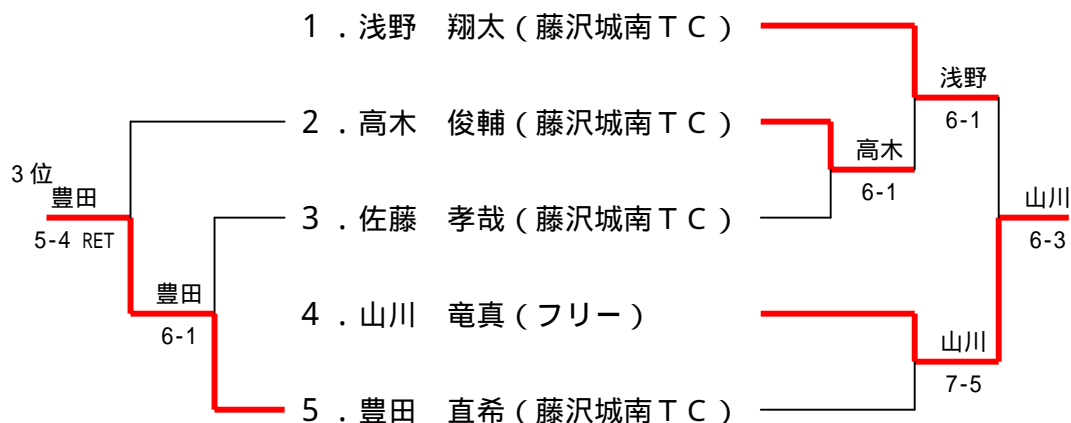 1．浅野　翔太（藤沢城南ＴＣ）
浅野
6-1
2．高木　俊輔（藤沢城南ＴＣ）
高木
6-1
3位
豊田
5-4 RET
3．佐藤　孝哉（藤沢城南ＴＣ）
山川
6-3
豊田
6-1
4．山川　竜真（フリー）
山川
7-5
5．豊田　直希（藤沢城南ＴＣ）